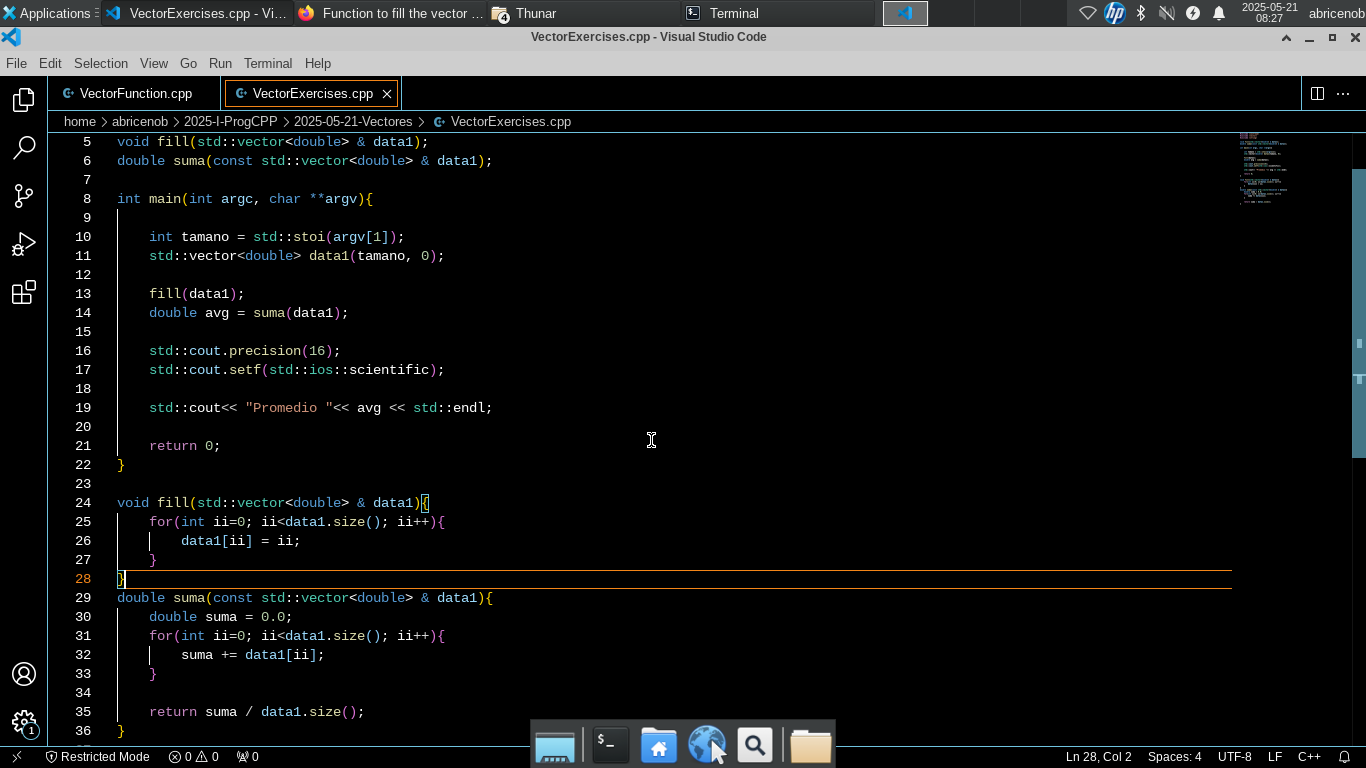 Applications VectorExercises.cpp - Vi... Function to fill the vector ... 4 Thunar Terminal hp 2025-05-21 08:27 abricenob
VectorExercises.cpp - Visual Studio Code
File Edit Selection View Go Run Terminal Help
VectorFunction.cpp VectorExercises.cpp
home > abricenob > 2025-I-ProgCPP > 2025-05-21-Vectores > VectorExercises.cpp
5 void fill(std::vector<double> & data1);
6 double suma(const std::vector<double> & data1);
7
8 int main(int argc, char **argv){
9
10 int tamano = std::stoi(argv[1]);
11 std::vector<double> data1(tamano, 0);
12
13 fill(data1);
14 double avg = suma(data1);
15
16 std::cout.precision(16);
17 std::cout.setf(std::ios::scientific);
18
19 std::cout<< "Promedio "<< avg << std::endl;
20
21 return 0;
22 }
23
24 void fill(std::vector<double> & data1){
25 for(int ii=0; ii<data1.size(); ii++){
26 data1[ii] = ii;
27 }
28 }
29 double suma(const std::vector<double> & data1){
30 double suma = 0.0;
31 for(int ii=0; ii<data1.size(); ii++){
32 suma += data1[ii];
33 }
34
35 return suma / data1.size();
36 }
1
Restricted Mode 0 0 0 Ln 28, Col 2 Spaces: 4 UTF-8 LF C++